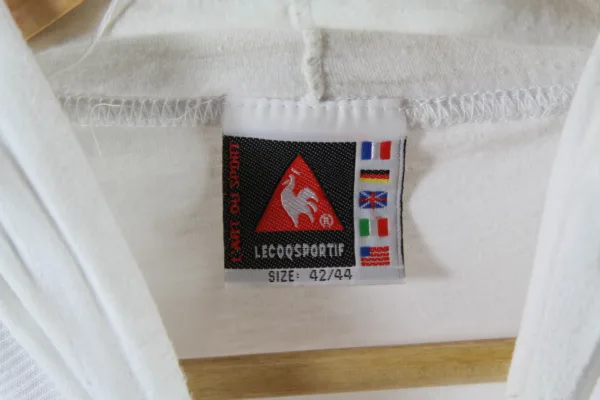 L'ART DU SPORT
®
LECOQSPORTIF
SIZE: 42/44